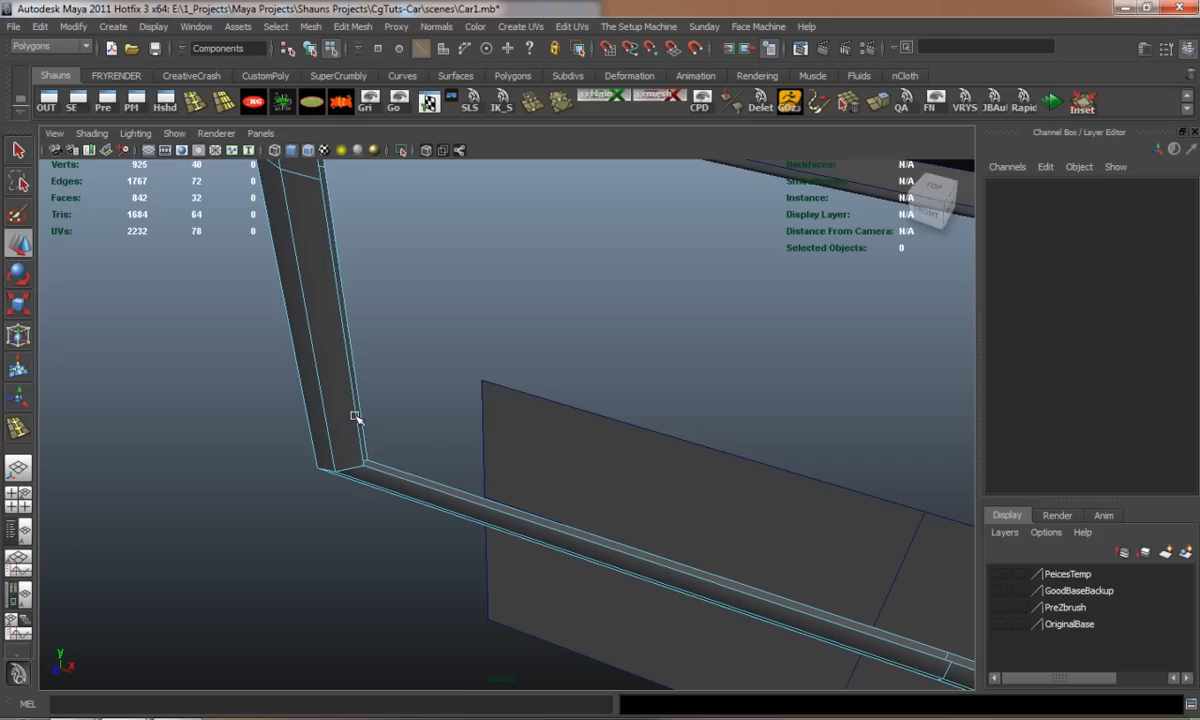 Autodesk Maya 2011 Hotfix 3 x64: E:\1_Projects\Maya Projects\Shauns Projects\CgTuts-Car\scenes\Car1.mb*
File Edit Modify Create Display Window Assets Select Mesh Edit Mesh Proxy Normals Color Create UVs Edit UVs The Setup Machine Sunday Face Machine Help
Polygons Components
Shauns FRYRENDER CreativeCrash CustomPoly SuperCrumbly Curves Surfaces Polygons Subdivs Deformation Animation Rendering Muscle Fluids nCloth
OUT SE Pre PM Hshd Gri Go SLS IK_S CPD Delet GOz QA FN VRYS JBAu Rapic Inset
View Shading Lighting Show Renderer Panels
Channel Box / Layer Editor
Channels Edit Object Show
Verts: 925 40 0
Edges: 1767 72 0
Faces: 842 32 0
Tris: 1684 64 0
UVs: 2232 78 0
Backfaces: N/A
Smoothness: N/A
Instance: N/A
Display Layer: N/A
Distance From Camera: N/A
Selected Objects: 0
TOP
FRONT
Display Render Anim
Layers Options Help
PeicesTemp
GoodBaseBackup
PreZbrush
OriginalBase
y
z x
MEL